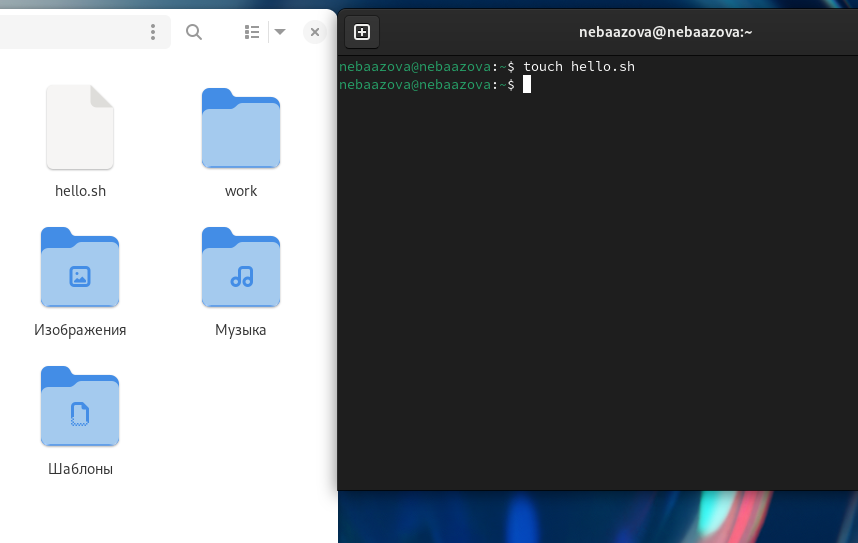 hello.sh
work
Изображения
Музыка
Шаблоны
nebaazova@nebaazova:~
nebaazova@nebaazova:~$ touch hello.sh
nebaazova@nebaazova:~$